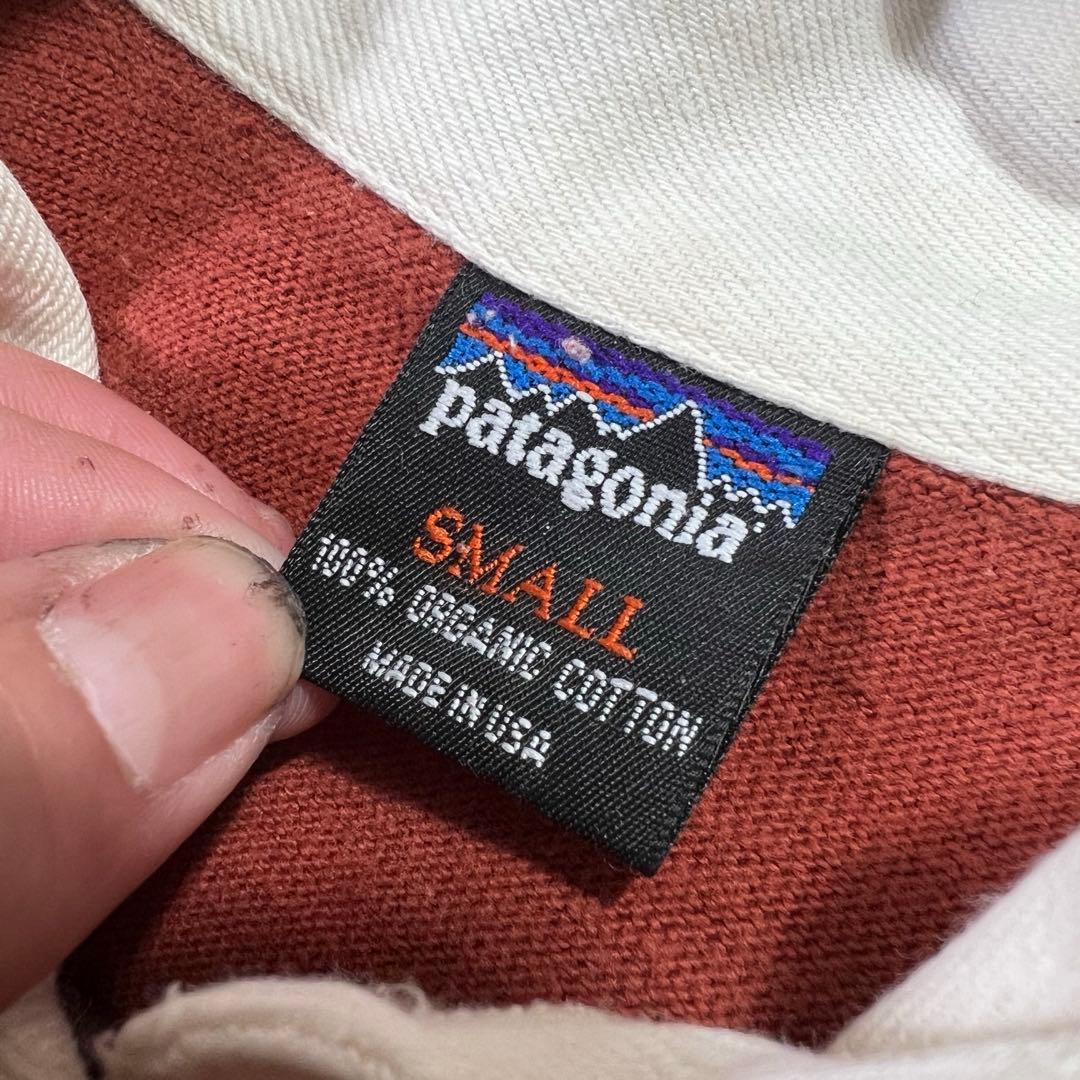 patagonia
SMALL
100% ORGANIC COTTON
MADE IN USA